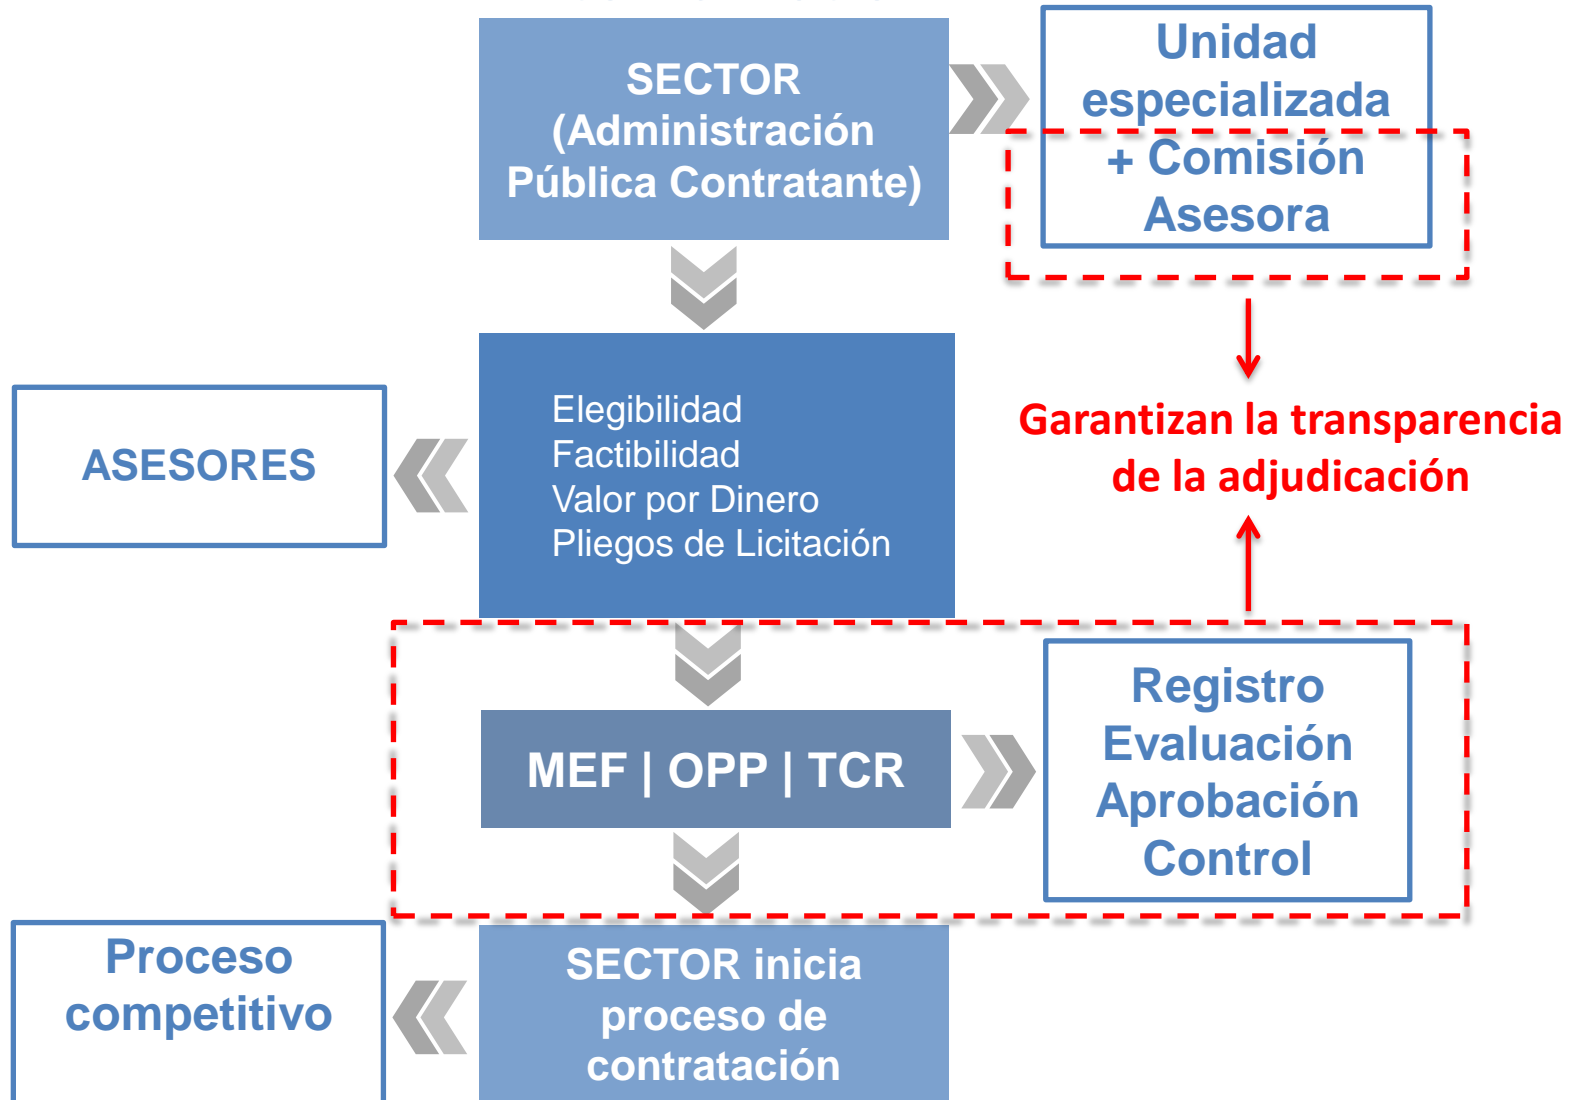 SECTOR
(Administración
Pública Contratante)
Unidad
especializada
+ Comisión
Asesora
ASESORES
Elegibilidad
Factibilidad
Valor por Dinero
Pliegos de Licitación
Garantizan la transparencia
de la adjudicación
MEF | OPP | TCR
Registro
Evaluación
Aprobación
Control
Proceso
competitivo
SECTOR inicia
proceso de
contratación